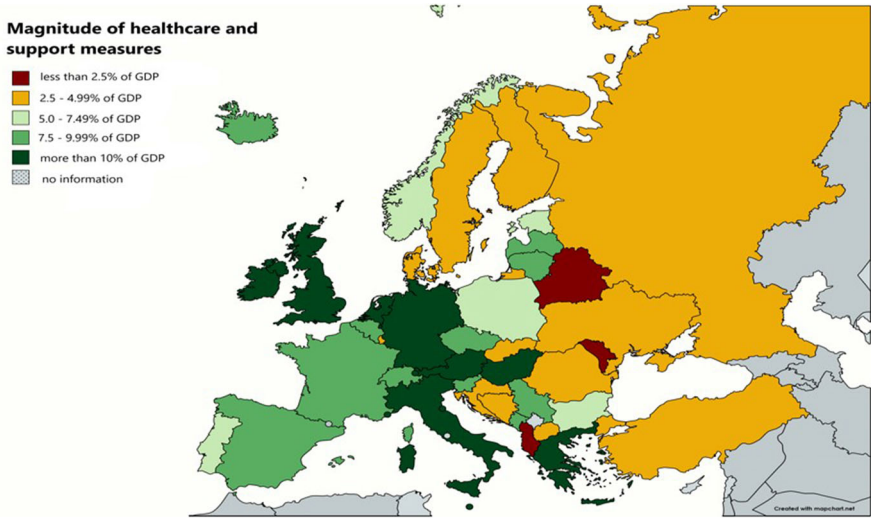 Magnitude of healthcare and
support measures
less than 2.5% of GDP
2.5 - 4.99% of GDP
5.0 - 7.49% of GDP
7.5 - 9.99% of GDP
more than 10% of GDP
no information
Created with mapchart.net